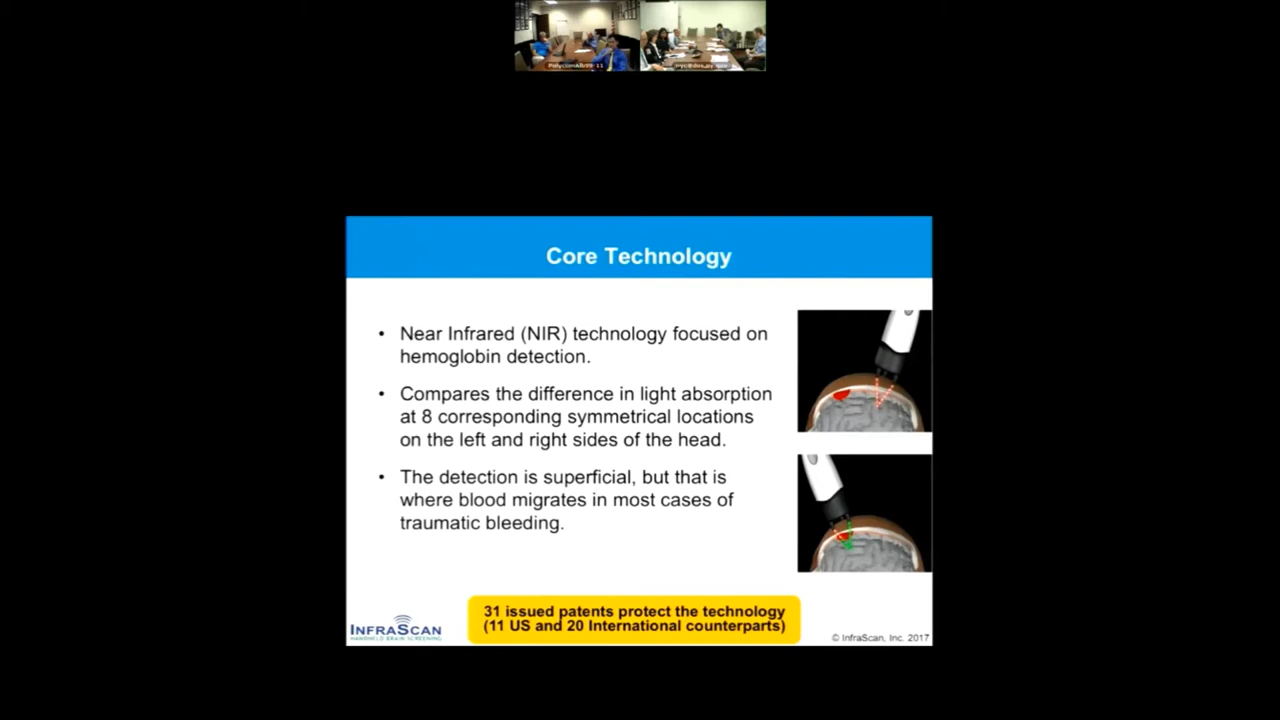 Core Technology
• Near Infrared (NIR) technology focused on
hemoglobin detection.
• Compares the difference in light absorption
at 8 corresponding symmetrical locations
on the left and right sides of the head.
• The detection is superficial, but that is
where blood migrates in most cases of
traumatic bleeding.
31 issued patents protect the technology
(11 US and 20 International counterparts)
INFRASCAN
HANDHELD BRAIN SCREENING
© InfraScan, Inc. 2017